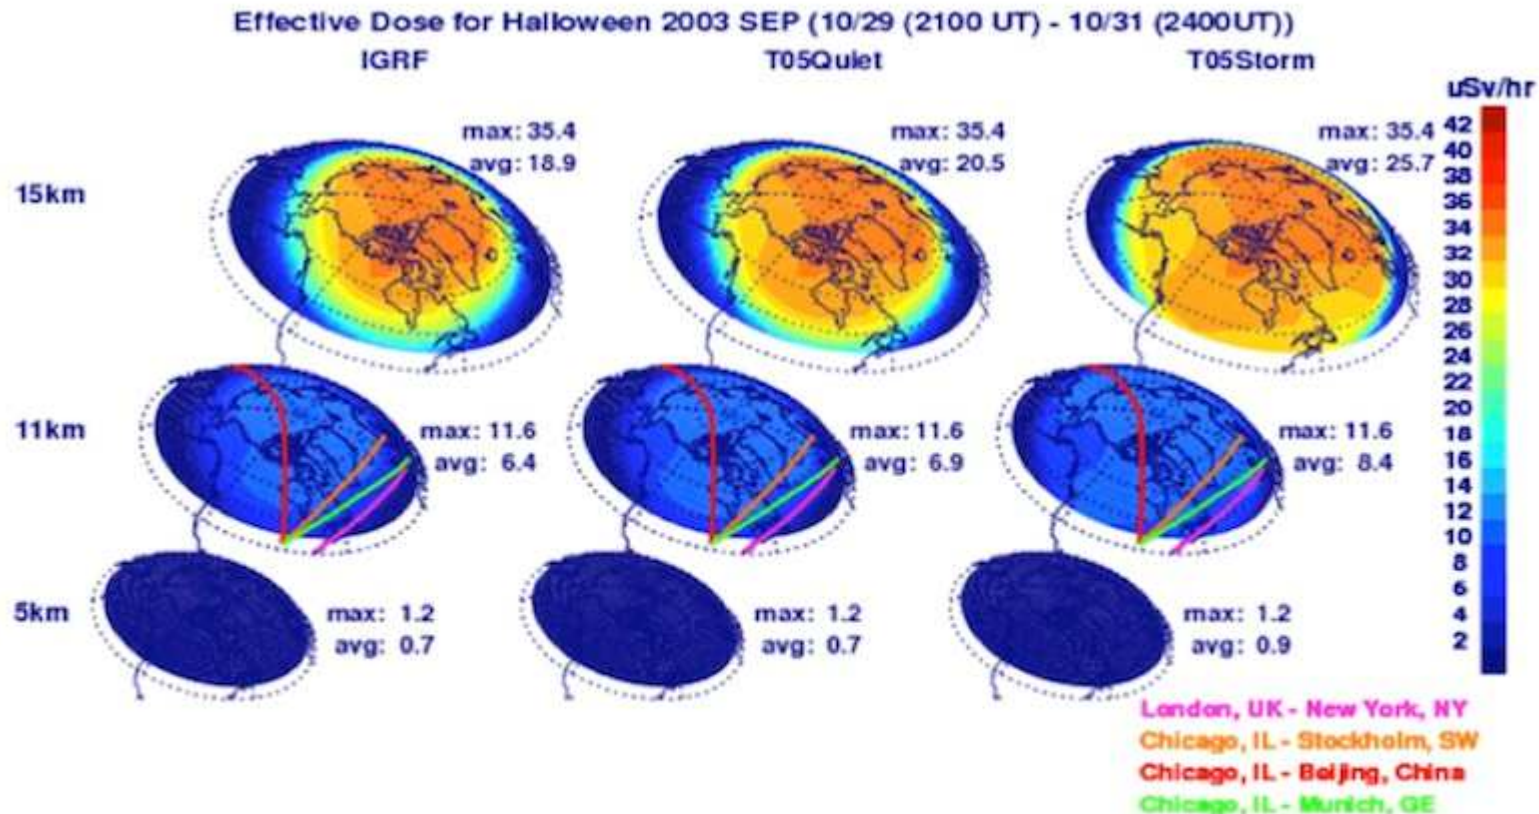 Effective Dose for Halloween 2003 SEP (10/29 (2100 UT) - 10/31 (2400UT))
IGRF T05Quiet T05Storm
uSv/hr
15km
max: 35.4
avg: 18.9
max: 35.4
avg: 20.5
max: 35.4
avg: 25.7
11km
max: 11.6
avg: 6.4
max: 11.6
avg: 6.9
max: 11.6
avg: 8.4
5km
max: 1.2
avg: 0.7
max: 1.2
avg: 0.7
max: 1.2
avg: 0.9
42
40
38
36
34
32
30
28
26
24
22
20
18
16
14
12
10
8
6
4
2
London, UK - New York, NY
Chicago, IL - Stockholm, SW
Chicago, IL - Beijing, China
Chicago, IL - Munich, GE